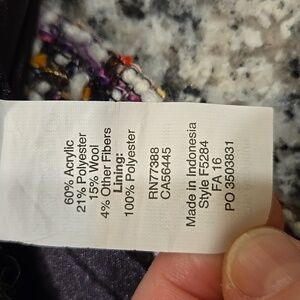 60% Acrylic
21% Polyester
15% Wool
4% Other Fibers
Lining:
100% Polyester
RN77388
CA56445
Made in Indonesia
Style F5284
FA 16
PO 3503831